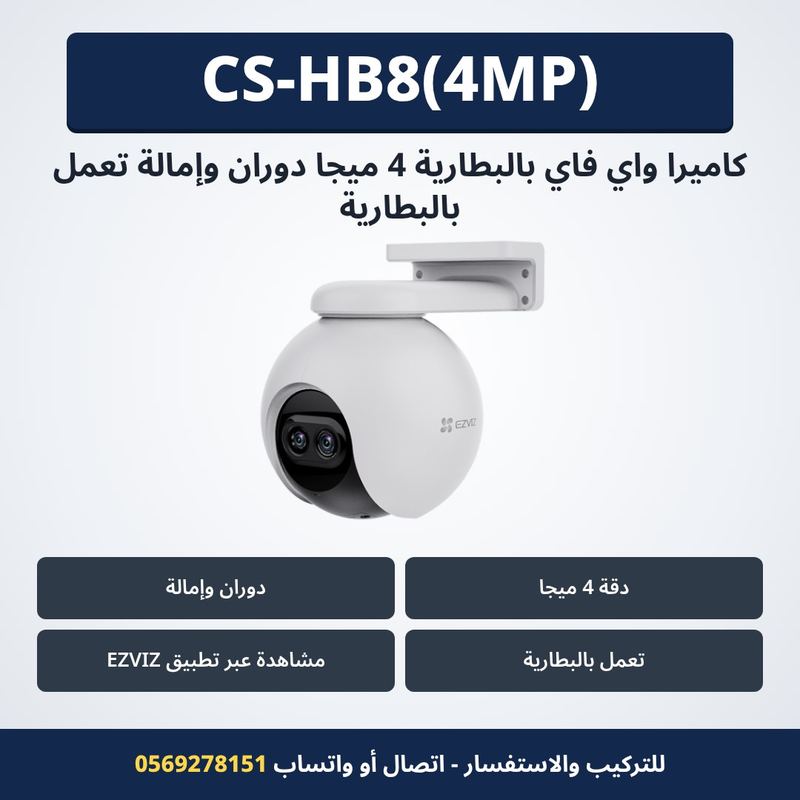 CS-HB8(4MP)
كاميرا واي فاي بالبطارية 4 ميجا دوران وإمالة تعمل
بالبطارية
EZVIZ
دقة 4 ميجا
دوران وإمالة
تعمل بالبطارية
مشاهدة عبر تطبيق EZVIZ
للتركيب والاستفسار - اتصال أو واتساب 0569278151